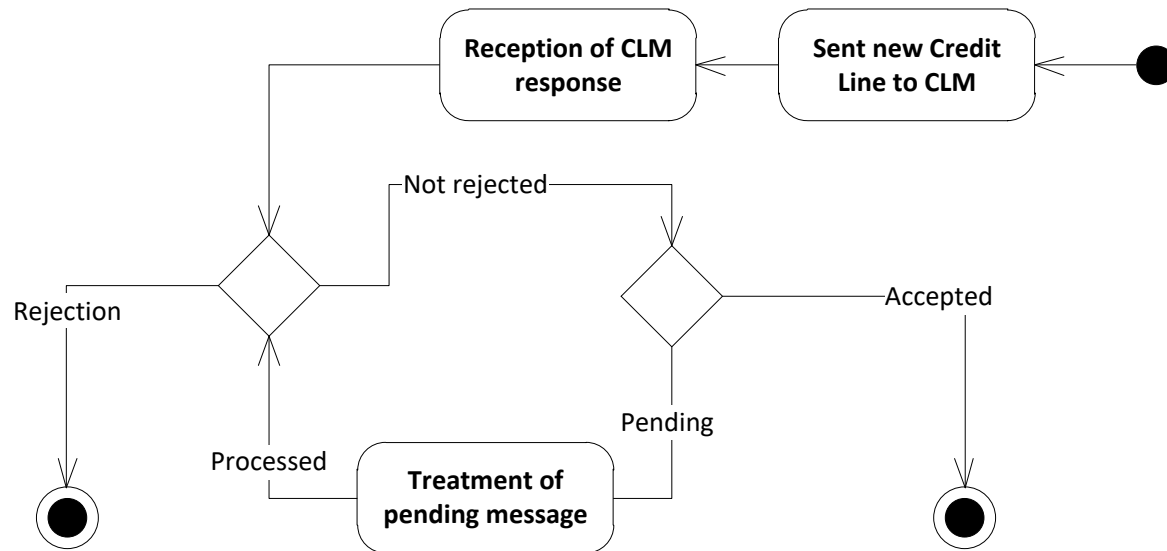 Reception of CLM
response
Sent new Credit
Line to CLM
Not rejected
Rejection
Accepted
Pending
Processed
Treatment of
pending message